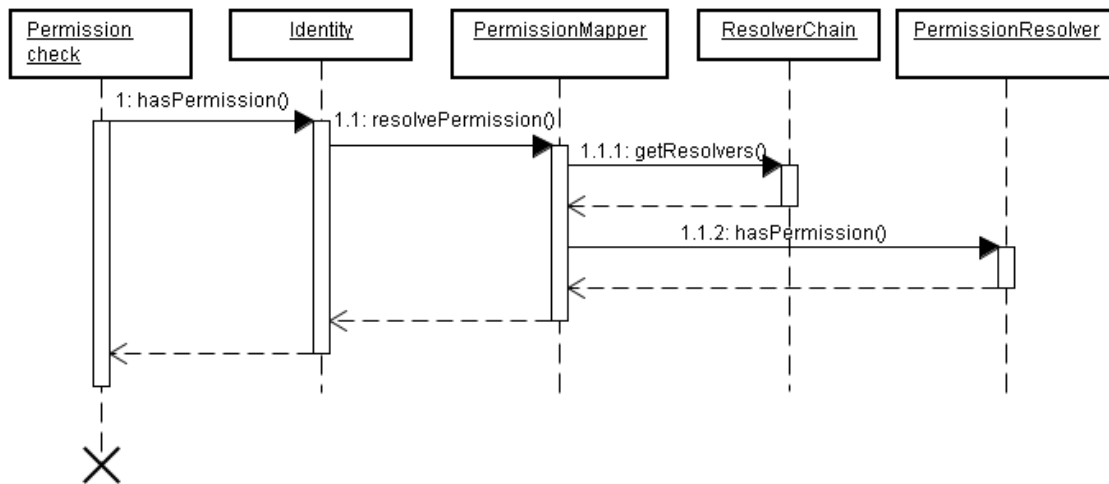 Permission
check
Identity
PermissionMapper
ResolverChain
PermissionResolver
1: hasPermission()
1.1: resolvePermission()
1.1.1: getResolvers()
1.1.2: hasPermission()